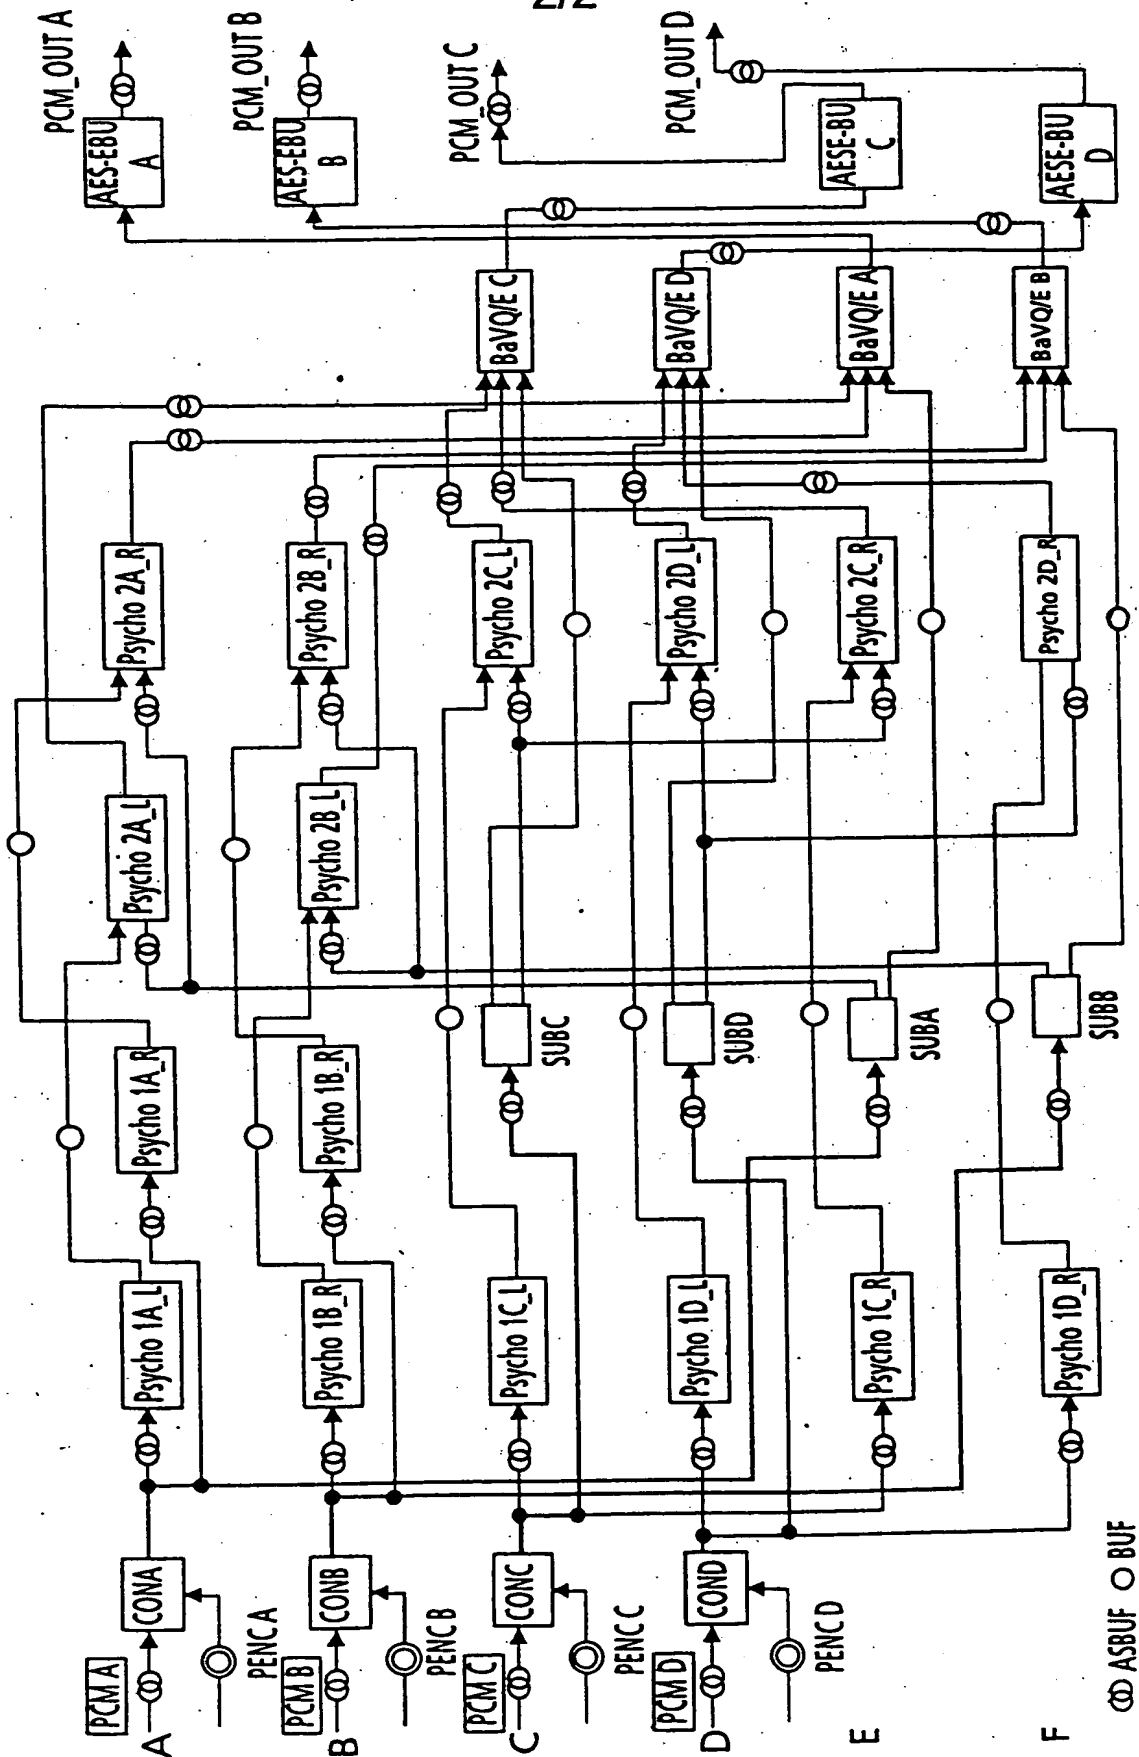 2/2
PCM A
A
CONA
PENC A
Psycho 1A_L
Psycho 1A_R
Psycho 2A_L
Psycho 2A_R
AES-EBU
A
PCM_OUT A
PCM B
B
CONB
PENC B
Psycho 1B_R
Psycho 1B_R
Psycho 2B_L
Psycho 2B_R
AES-EBU
B
PCM_OUT B
PCM C
C
CONC
PENC C
Psycho 1C_L
SUBC
Psycho 2C_L
BaVQ/E C
PCM_OUT C
PCM D
D
COND
PENC D
Psycho 1D_L
SUBD
Psycho 2D_L
BaVQ/E D
PCM_OUT D
E
Psycho 1C_R
SUBA
Psycho 2C_R
BaVQ/E A
AESE-BU
C
F
Psycho 1D_R
SUBB
Psycho 2D_R
BaVQ/E B
AESE-BU
D
ASBUF
BUF